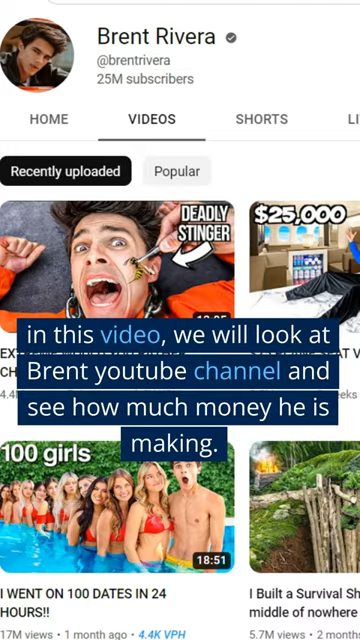 Brent Rivera
@brentrivera
25M subscribers
HOME VIDEOS SHORTS
Recently uploaded Popular
DEADLY
STINGER
$25,000
in this video, we will look at
Brent youtube channel and
see how much money he is
making.
100 girls
18:51
I WENT ON 100 DATES IN 24
HOURS!!
17M views • 1 month ago • 4.4K VPH
I Built a Survival Sh
middle of nowhere
5.7M views • 2 month